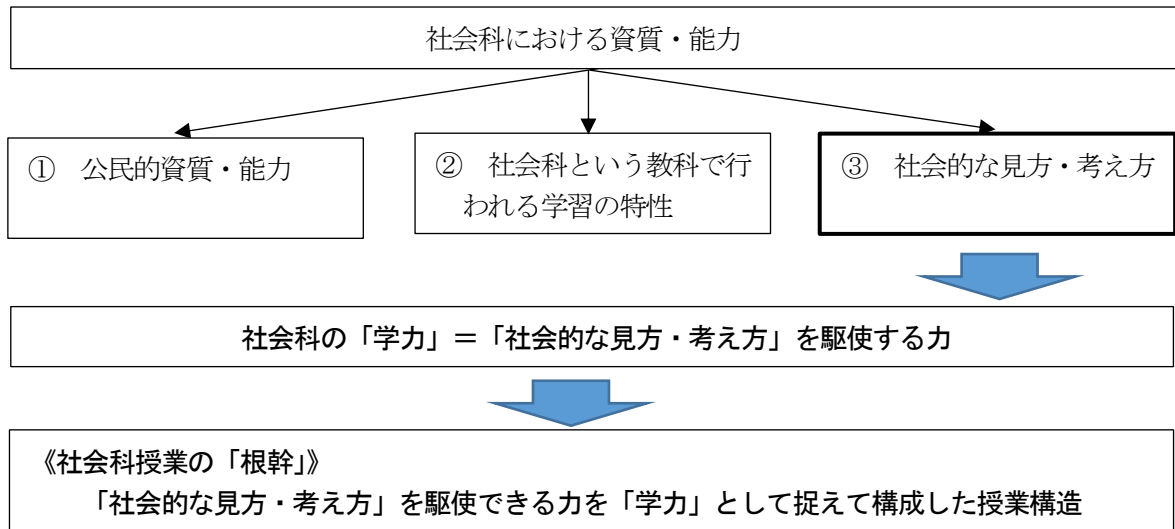 社会科における資質・能力
① 公民的資質・能力
② 社会科という教科で行
われる学習の特性
③ 社会的な見方・考え方
社会科の「学力」＝「社会的な見方・考え方」を駆使する力
《社会科授業の「根幹」》
「社会的な見方・考え方」を駆使できる力を「学力」として捉えて構成した授業構造